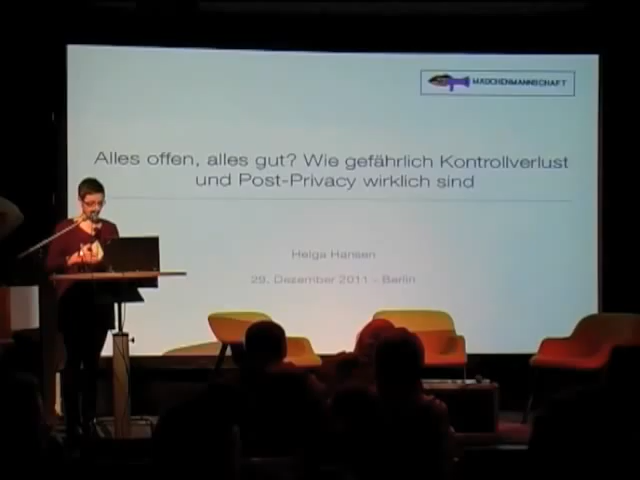 MÄDCHENMANNSCHAFT
Alles offen, alles gut? Wie gefährlich Kontrollverlust
und Post-Privacy wirklich sind
Helga Hansen
29. Dezember 2011 - Berlin